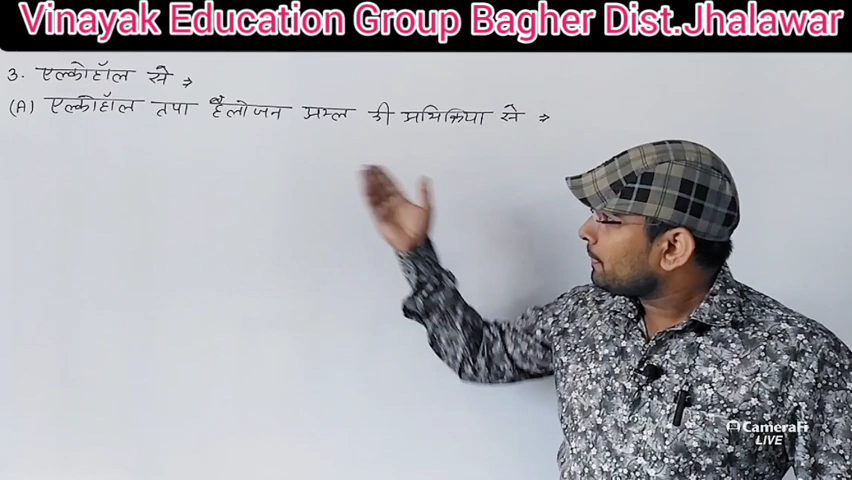 Vinayak Education Group Bagher Dist.Jhalawar
3. एल्कोहॉल से →
(A) एल्कोहॉल तथा हैलोजन अम्ल की अभिक्रिया से →
CameraFi
LIVE